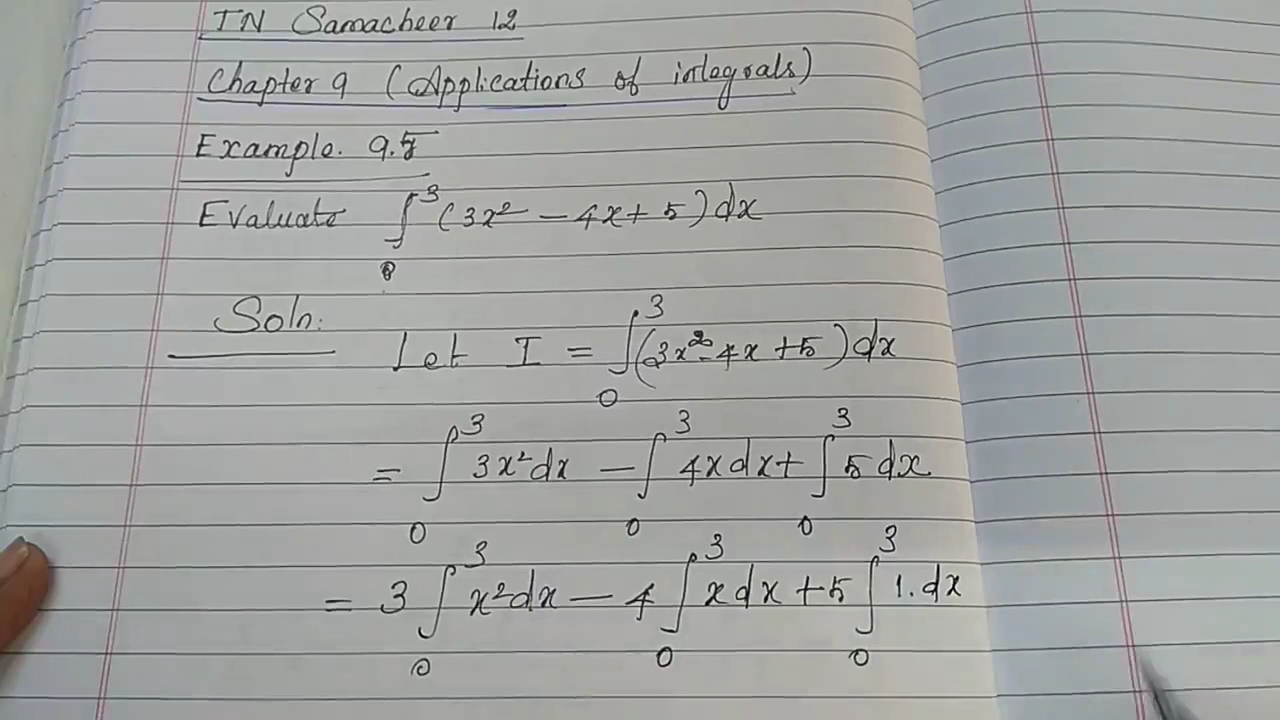 TN Samacheer 12
Chapter 9 (Applications of integrals)
Example. 9.5
Evaluate ∫₀³ (3x² − 4x + 5) dx
Soln:
Let I = ∫₀³ (3x² − 4x + 5) dx
= ∫₀³ 3x² dx − ∫₀³ 4x dx + ∫₀³ 5 dx
= 3 ∫₀³ x² dx − 4 ∫₀³ x dx + 5 ∫₀³ 1. dx